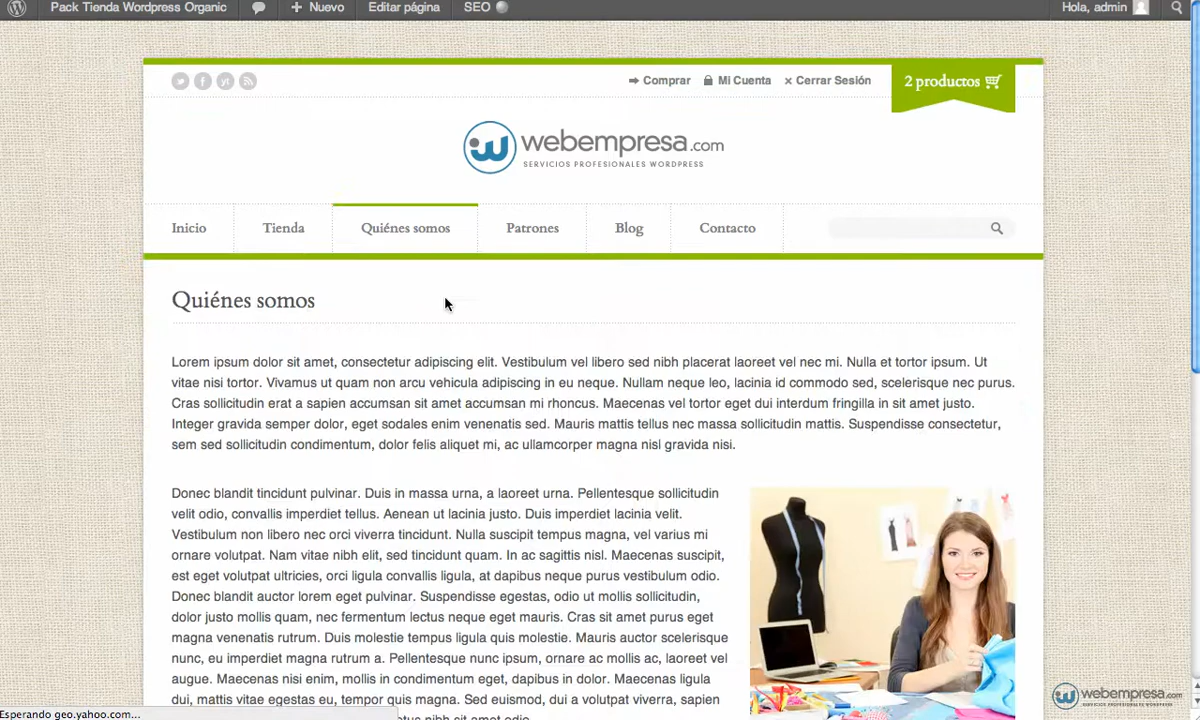 Pack Tienda Wordpress Organic
Nuevo
Editar página
SEO
Hola, admin
Comprar
Mi Cuenta
Cerrar Sesión
2 productos
webempresa.com
SERVICIOS PROFESIONALES WORDPRESS
Inicio
Tienda
Quiénes somos
Patrones
Blog
Contacto
Quiénes somos
Lorem ipsum dolor sit amet, consectetur adipiscing elit. Vestibulum vel libero sed nibh placerat laoreet vel nec mi. Nulla et tortor ipsum. Ut
vitae nisi tortor. Vivamus ut quam non arcu vehicula adipiscing in eu neque. Nullam neque leo, lacinia id commodo sed, scelerisque nec purus.
Cras sollicitudin erat a sapien accumsan sit amet accumsan mi rhoncus. Maecenas vel tortor eget dui interdum fringilla in sit amet justo.
Integer gravida semper dolor, eget sodales enim venenatis sed. Mauris mattis tellus nec massa sollicitudin mattis. Suspendisse consectetur,
sem sed sollicitudin condimentum, dolor felis aliquet mi, ac ullamcorper magna nisl gravida nisi.
Donec blandit tincidunt pulvinar. Duis in massa urna, a laoreet urna. Pellentesque sollicitudin
velit odio, convallis imperdiet tellus. Aenean ut lacinia justo. Duis imperdiet lacinia velit.
Vestibulum non libero nec orci viverra tincidunt. Nulla suscipit tempus magna, vel varius mi
ornare volutpat. Nam vitae nibh elit, sed tincidunt quam. In ac sagittis nisl. Maecenas suscipit,
est eget volutpat ultricies, orci ligula convallis ligula, at dapibus neque purus vestibulum odio.
Donec blandit auctor lorem eget pulvinar. Suspendisse egestas, odio ut mollis sollicitudin,
dolor justo mollis quam, nec fermentum lectus neque eget mauris. Cras sit amet purus eget
magna venenatis rutrum. Duis molestie tempus ligula quis molestie. Mauris auctor scelerisque
nunc, eu imperdiet magna rutrum a. Pellentesque nunc ipsum, ornare ac mollis ac, laoreet vel
augue. Maecenas nisi enim, mollis in condimentum eget, dapibus in dolor. Maecenas ligula
dui, mattis vitae egestas eu, tempor quis magna. Sed euismod, dui a volutpat viverra, sapien
netus nibh sit amet odio.
Esperando geo.yahoo.com...
webempresa.com
SERVICIOS PROFESIONALES WORDPRESS